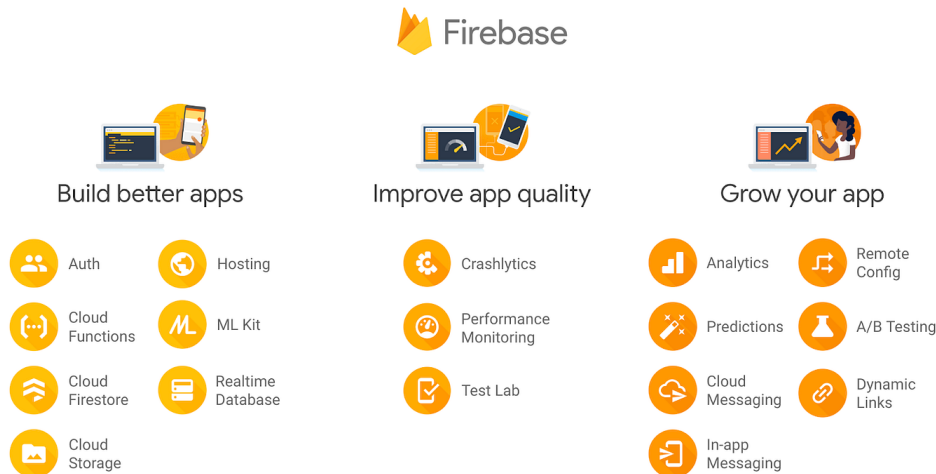 Firebase
Build better apps
Auth
Hosting
Cloud
Functions
ML Kit
Cloud
Firestore
Realtime
Database
Cloud
Storage
Improve app quality
Crashlytics
Performance
Monitoring
Test Lab
Grow your app
Analytics
Remote
Config
Predictions
A/B Testing
Cloud
Messaging
Dynamic
Links
In-app
Messaging